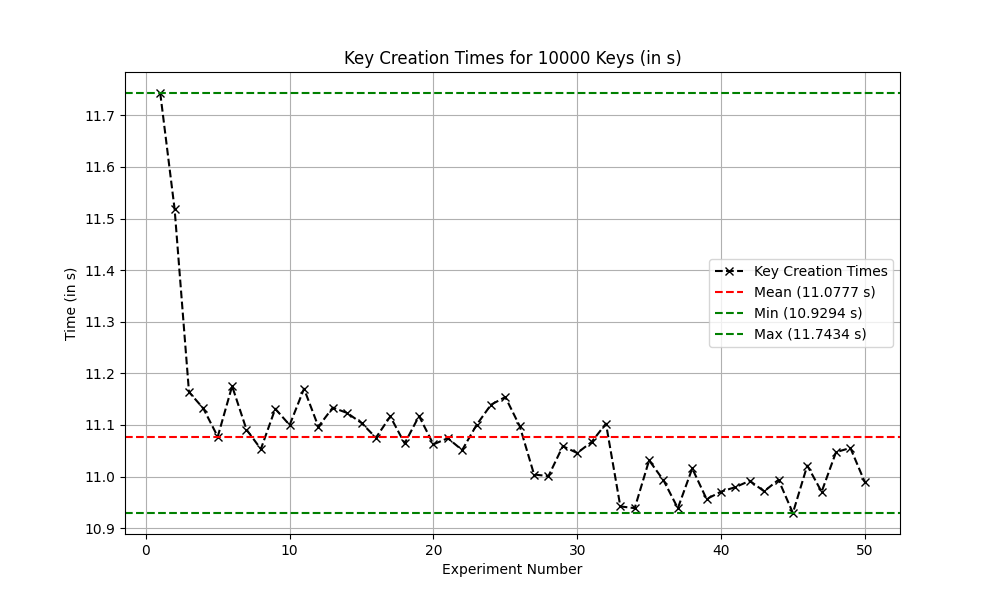 Key Creation Times for 10000 Keys (in s)
Time (in s)
11.7
11.6
11.5
11.4
11.3
11.2
11.1
11.0
10.9
Key Creation Times
Mean (11.0777 s)
Min (10.9294 s)
Max (11.7434 s)
0
10
20
30
40
50
Experiment Number